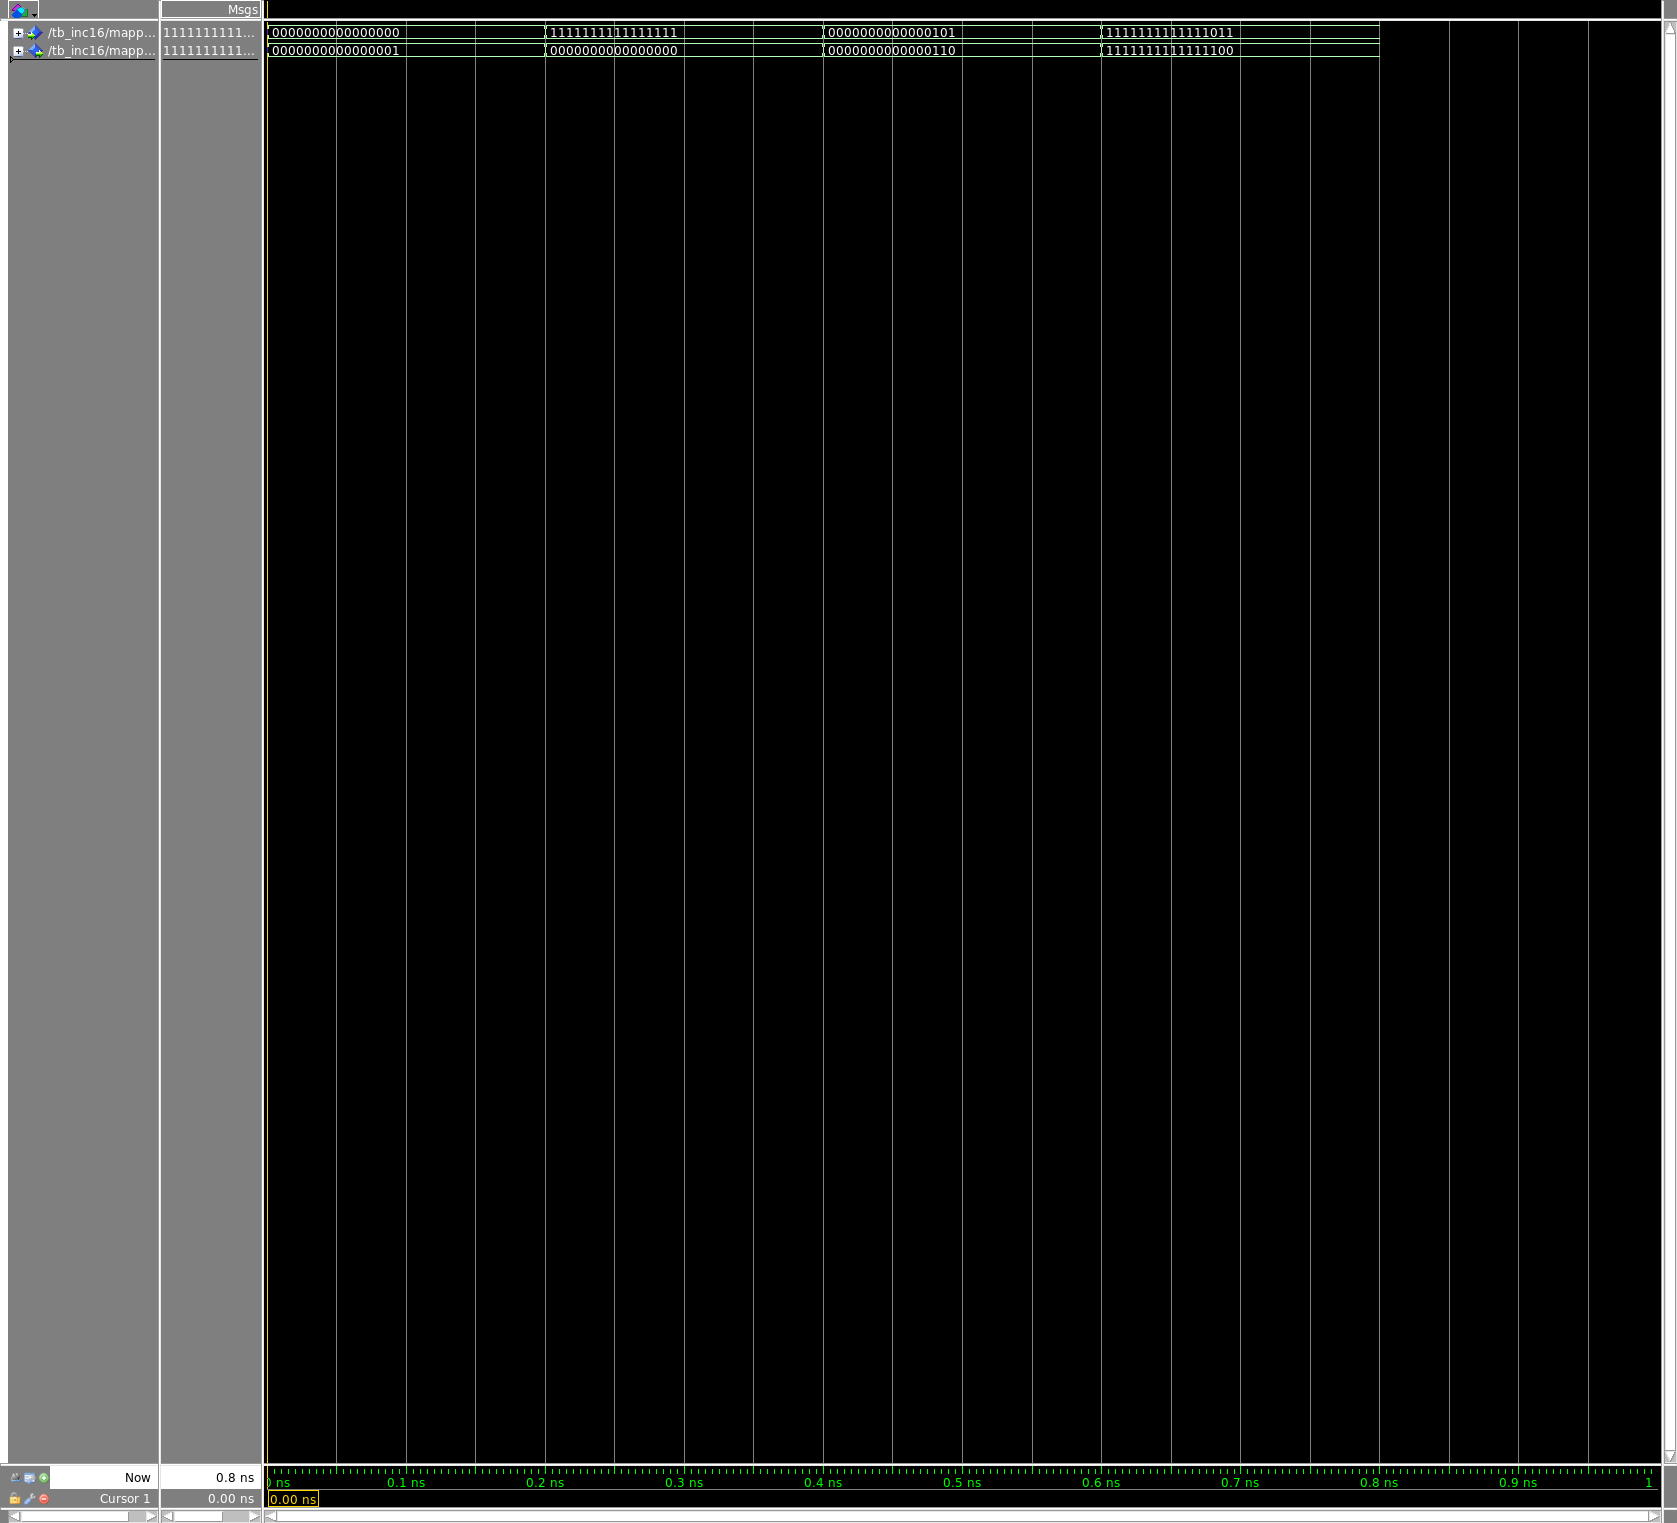 Msgs
/tb_inc16/mapp... 1111111111... 0000000000000000 1111111111111111 0000000000000101 1111111111111011
/tb_inc16/mapp... 1111111111... 0000000000000001 0000000000000000 0000000000000110 1111111111111100
Now 0.8 ns 0 ns 0.1 ns 0.2 ns 0.3 ns 0.4 ns 0.5 ns 0.6 ns 0.7 ns 0.8 ns 0.9 ns 1
Cursor 1 0.00 ns 0.00 ns